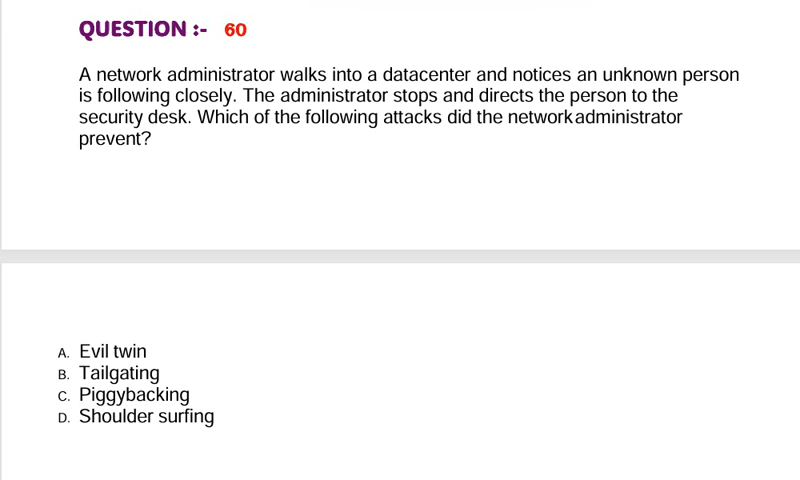 QUESTION :- 60
A network administrator walks into a datacenter and notices an unknown person
is following closely. The administrator stops and directs the person to the
security desk. Which of the following attacks did the network administrator
prevent?
A. Evil twin
B. Tailgating
C. Piggybacking
D. Shoulder surfing